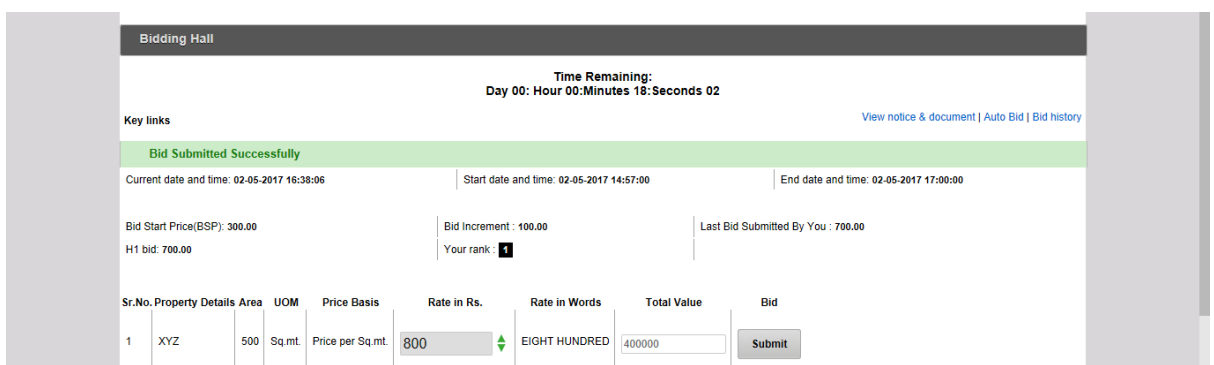 Bidding Hall
Time Remaining:
Day 00: Hour 00:Minutes 18:Seconds 02
Key links
View notice & document | Auto Bid | Bid history
Bid Submitted Successfully
Current date and time: 02-05-2017 16:38:06 Start date and time: 02-05-2017 14:57:00 End date and time: 02-05-2017 17:00:00
Bid Start Price(BSP): 300.00 Bid Increment : 100.00 Last Bid Submitted By You : 700.00
H1 bid: 700.00 Your rank : 1
Sr.No. Property Details Area UOM Price Basis Rate in Rs. Rate in Words Total Value Bid
1 XYZ 500 Sq.mt. Price per Sq.mt. 800 EIGHT HUNDRED 400000 Submit